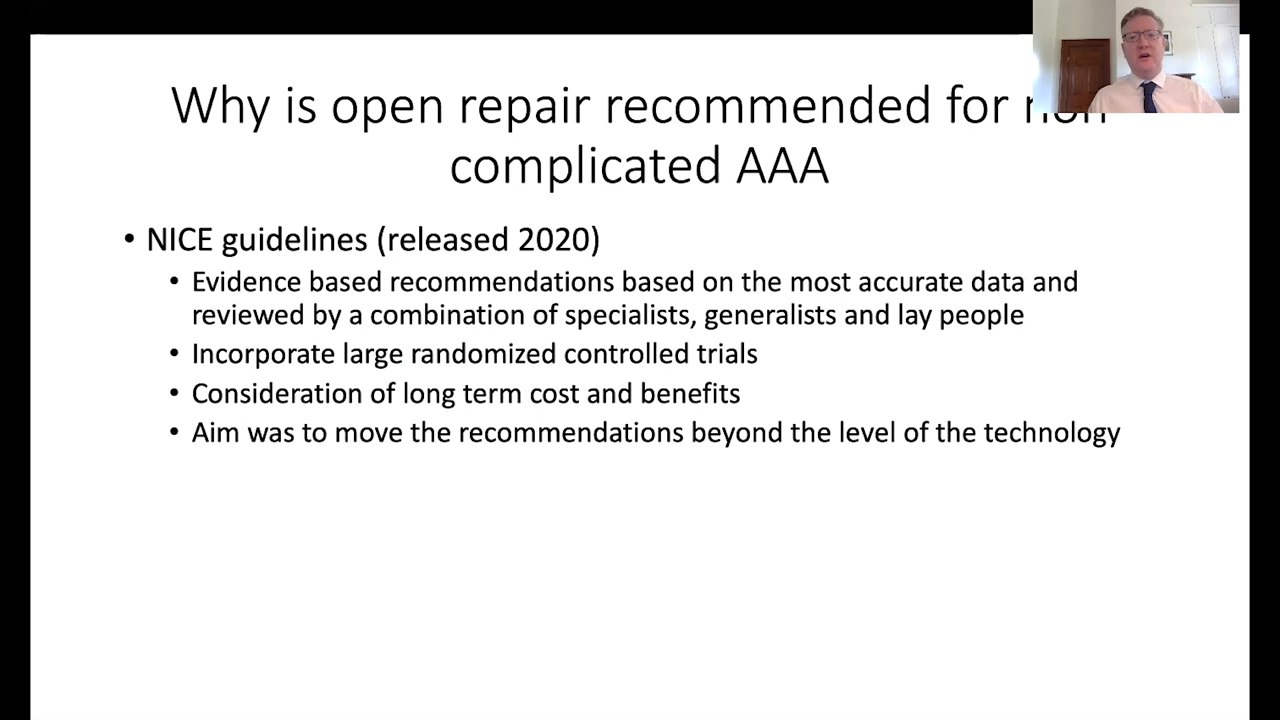 Why is open repair recommended for non
complicated AAA
• NICE guidelines (released 2020)
• Evidence based recommendations based on the most accurate data and
reviewed by a combination of specialists, generalists and lay people
• Incorporate large randomized controlled trials
• Consideration of long term cost and benefits
• Aim was to move the recommendations beyond the level of the technology